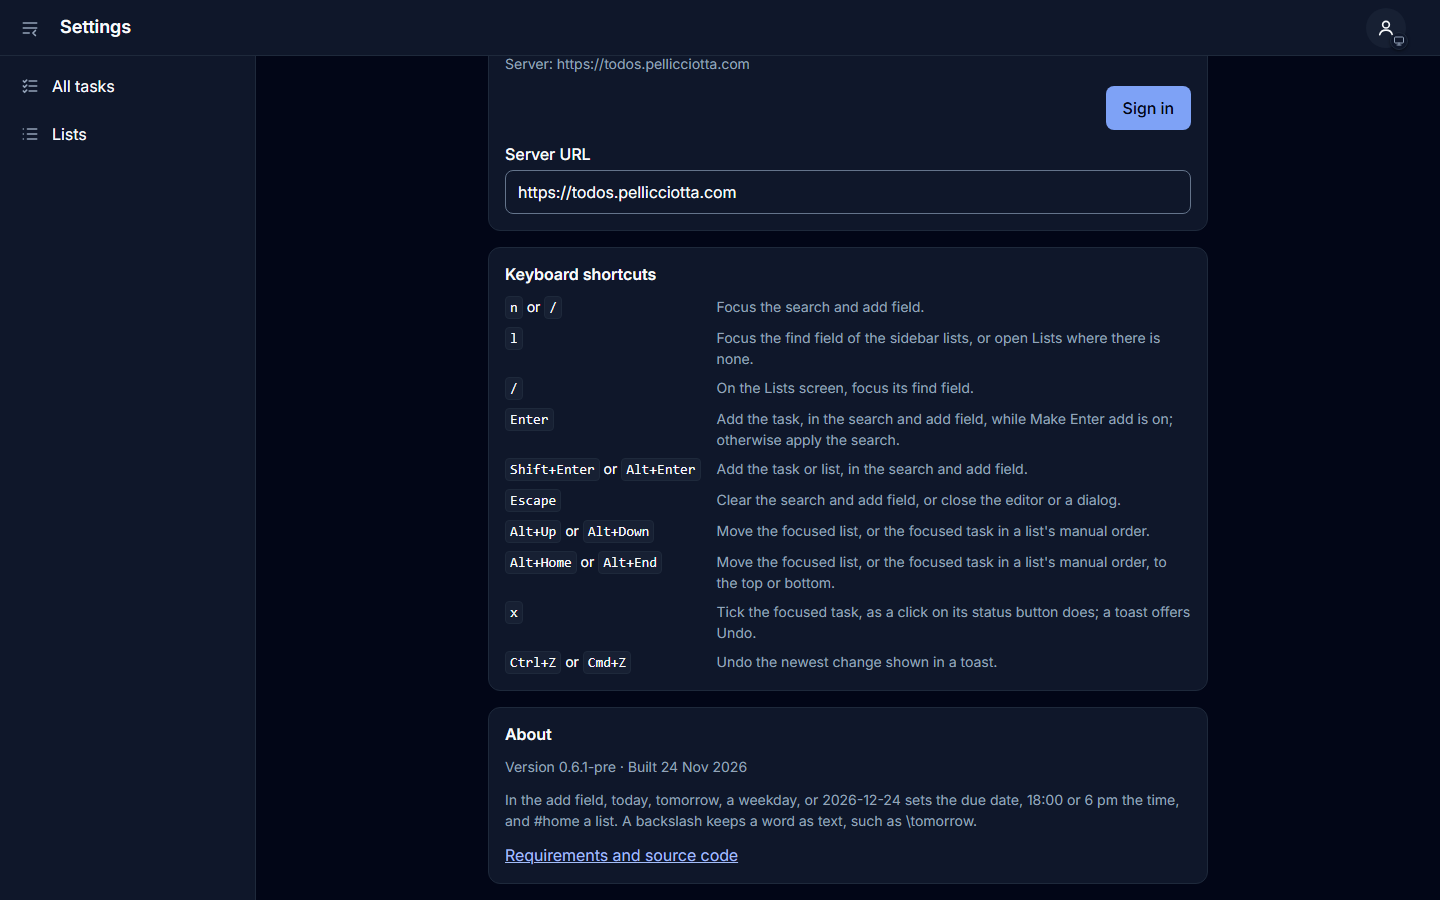 Settings
All tasks
Lists
Server: https://todos.pellicciotta.com
Sign in
Server URL
https://todos.pellicciotta.com
Keyboard shortcuts
n or / Focus the search and add field.
l Focus the find field of the sidebar lists, or open Lists where there is
none.
/ On the Lists screen, focus its find field.
Enter Add the task, in the search and add field, while Make Enter add is on;
otherwise apply the search.
Shift+Enter or Alt+Enter Add the task or list, in the search and add field.
Escape Clear the search and add field, or close the editor or a dialog.
Alt+Up or Alt+Down Move the focused list, or the focused task in a list's manual order.
Alt+Home or Alt+End Move the focused list, or the focused task in a list's manual order, to
the top or bottom.
x Tick the focused task, as a click on its status button does; a toast offers
Undo.
Ctrl+Z or Cmd+Z Undo the newest change shown in a toast.
About
Version 0.6.1-pre · Built 24 Nov 2026
In the add field, today, tomorrow, a weekday, or 2026-12-24 sets the due date, 18:00 or 6 pm the time,
and #home a list. A backslash keeps a word as text, such as \tomorrow.
Requirements and source code